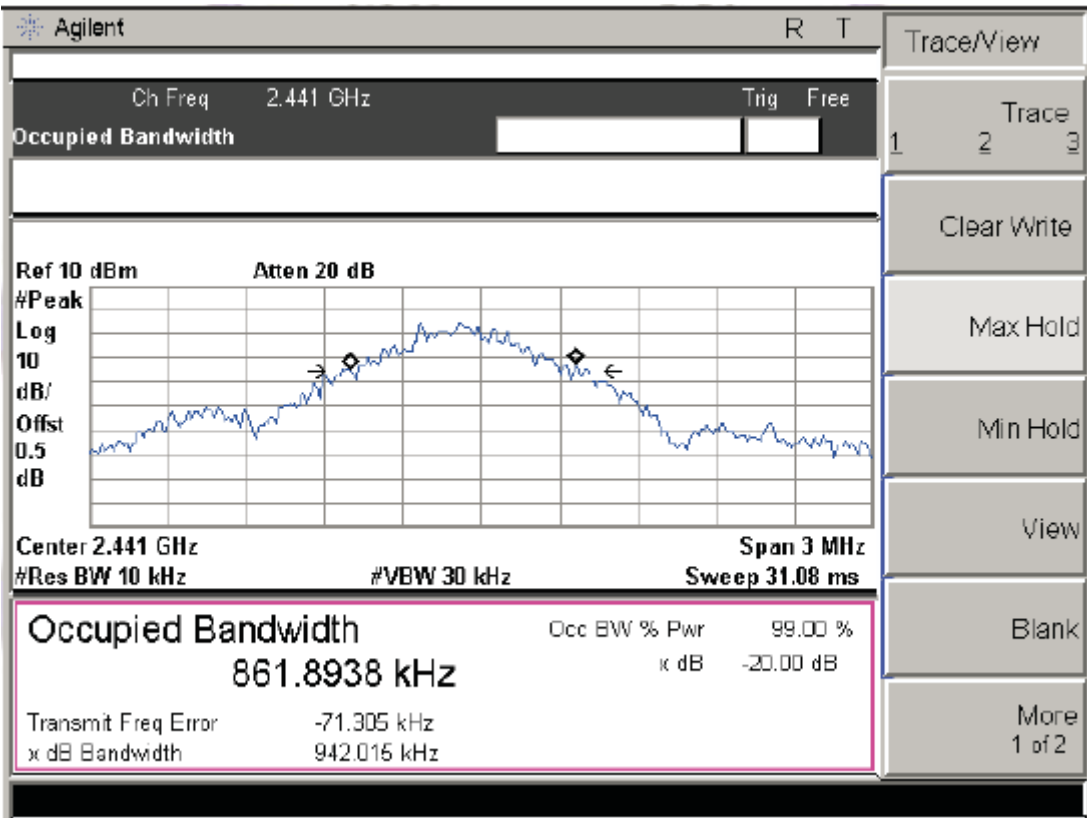 Agilent R T
Trace/View
Ch Freq 2.441 GHz Trig Free
Occupied Bandwidth
Trace
1 2 3
Clear Write
Ref 10 dBm Atten 20 dB
#Peak
Log
10
dB/
Offst
0.5
dB
Max Hold
Min Hold
View
Center 2.441 GHz Span 3 MHz
#Res BW 10 kHz #VBW 30 kHz Sweep 31.08 ms
Occupied Bandwidth
861.8938 kHz
Occ BW % Pwr 99.00 %
x dB -20.00 dB
Transmit Freq Error -71.305 kHz
x dB Bandwidth 942.015 kHz
Blank
More
1 of 2